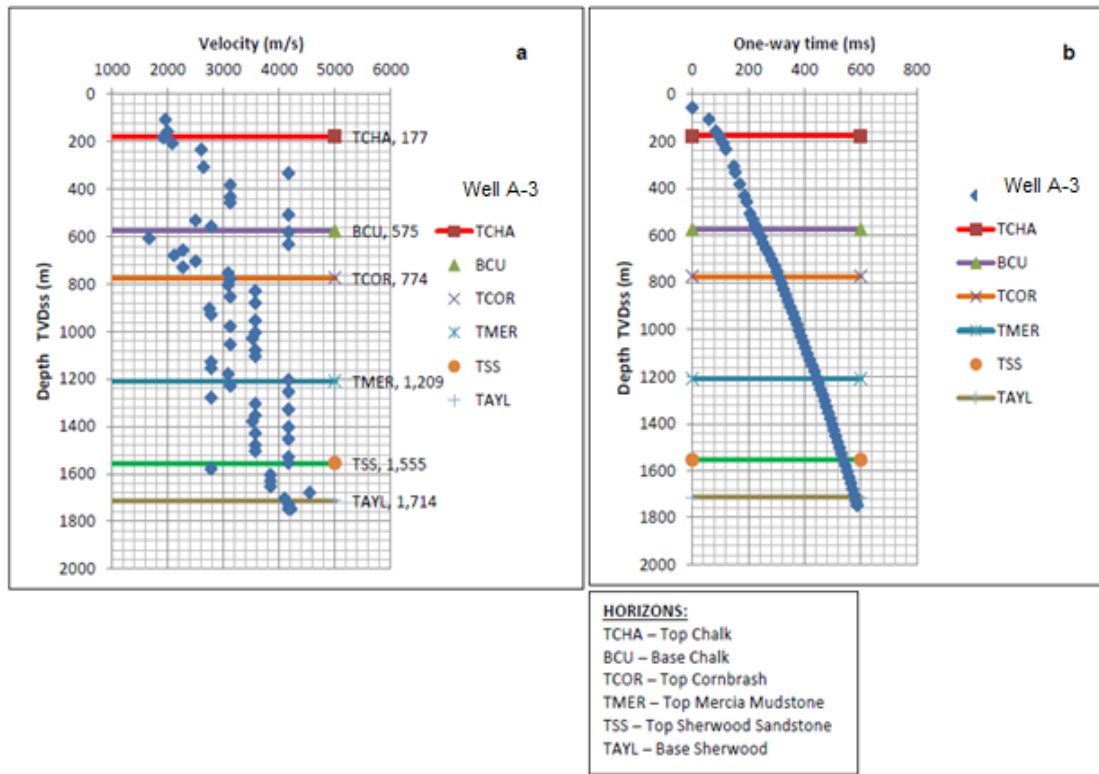 Velocity (m/s)
a
1000 2000 3000 4000 5000 6000
0
200
400
600
800
1000
1200
1400
1600
1800
2000
Depth TVDss (m)
TCHA, 177
BCU, 575
TCOR, 774
TMER, 1,209
TSS, 1,555
TAYL, 1,714
Well A-3
TCHA
BCU
TCOR
TMER
TSS
TAYL
One-way time (ms)
b
0 200 400 600 800
0
200
400
600
800
1000
1200
1400
1600
1800
2000
Depth TVDss (m)
Well A-3
TCHA
BCU
TCOR
TMER
TSS
TAYL
HORIZONS:
TCHA – Top Chalk
BCU – Base Chalk
TCOR – Top Cornbrash
TMER – Top Mercia Mudstone
TSS – Top Sherwood Sandstone
TAYL – Base Sherwood